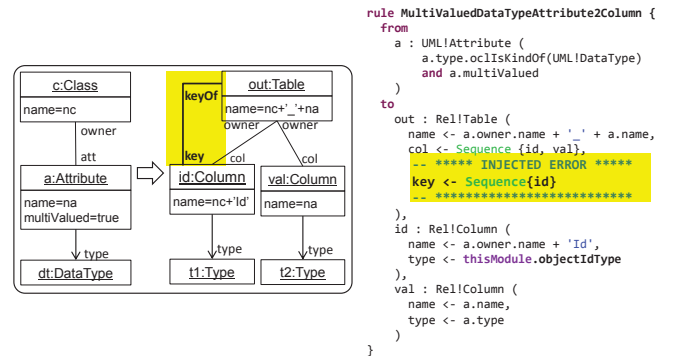 c:Class
name=nc
owner
att
a:Attribute
name=na
multiValued=true
type
dt:DataType
keyOf
out:Table
name=nc+'_'+na
owner owner
key
col
col
id:Column
name=nc+'Id'
val:Column
name=na
type
type
t1:Type
t2:Type
rule MultiValuedDataTypeAttribute2Column {
from
a : UML!Attribute (
a.type.oclIsKindOf(UML!DataType)
and a.multiValued
)
to
out : Rel!Table (
name <- a.owner.name + '_' + a.name,
col <- Sequence {id, val},
-- ***** INJECTED ERROR *****
key <- Sequence{id}
-- **************************
),
id : Rel!Column (
name <- a.owner.name + 'Id',
type <- thisModule.objectIdType
),
val : Rel!Column (
name <- a.name,
type <- a.type
)
}